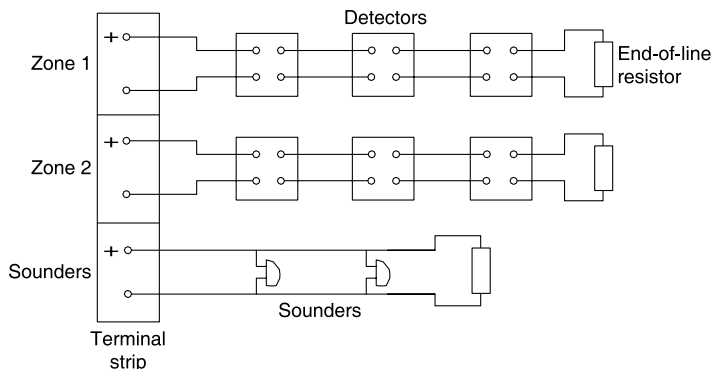 Detectors
+
Zone 1
End-of-line
resistor
+
Zone 2
+
Sounders
Sounders
Terminal
strip